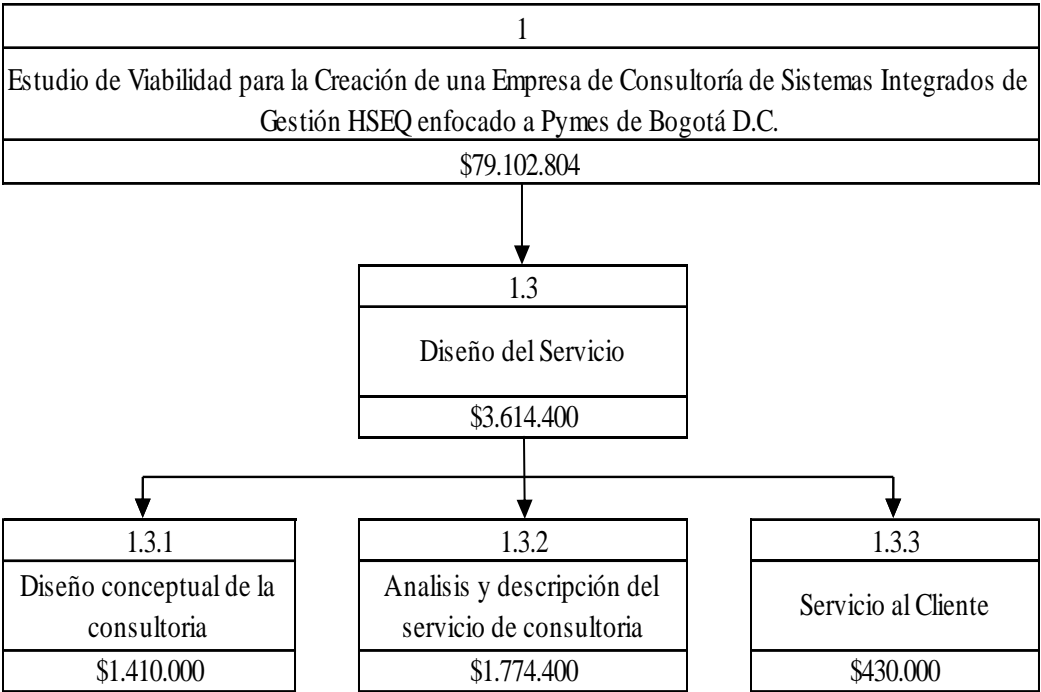 1
Estudio de Viabilidad para la Creación de una Empresa de Consultoría de Sistemas Integrados de
Gestión HSEQ enfocado a Pymes de Bogotá D.C.
$79.102.804
1.3
Diseño del Servicio
$3.614.400
1.3.1
Diseño conceptual de la
consultoria
$1.410.000
1.3.2
Analisis y descripción del
servicio de consultoria
$1.774.400
1.3.3
Servicio al Cliente
$430.000